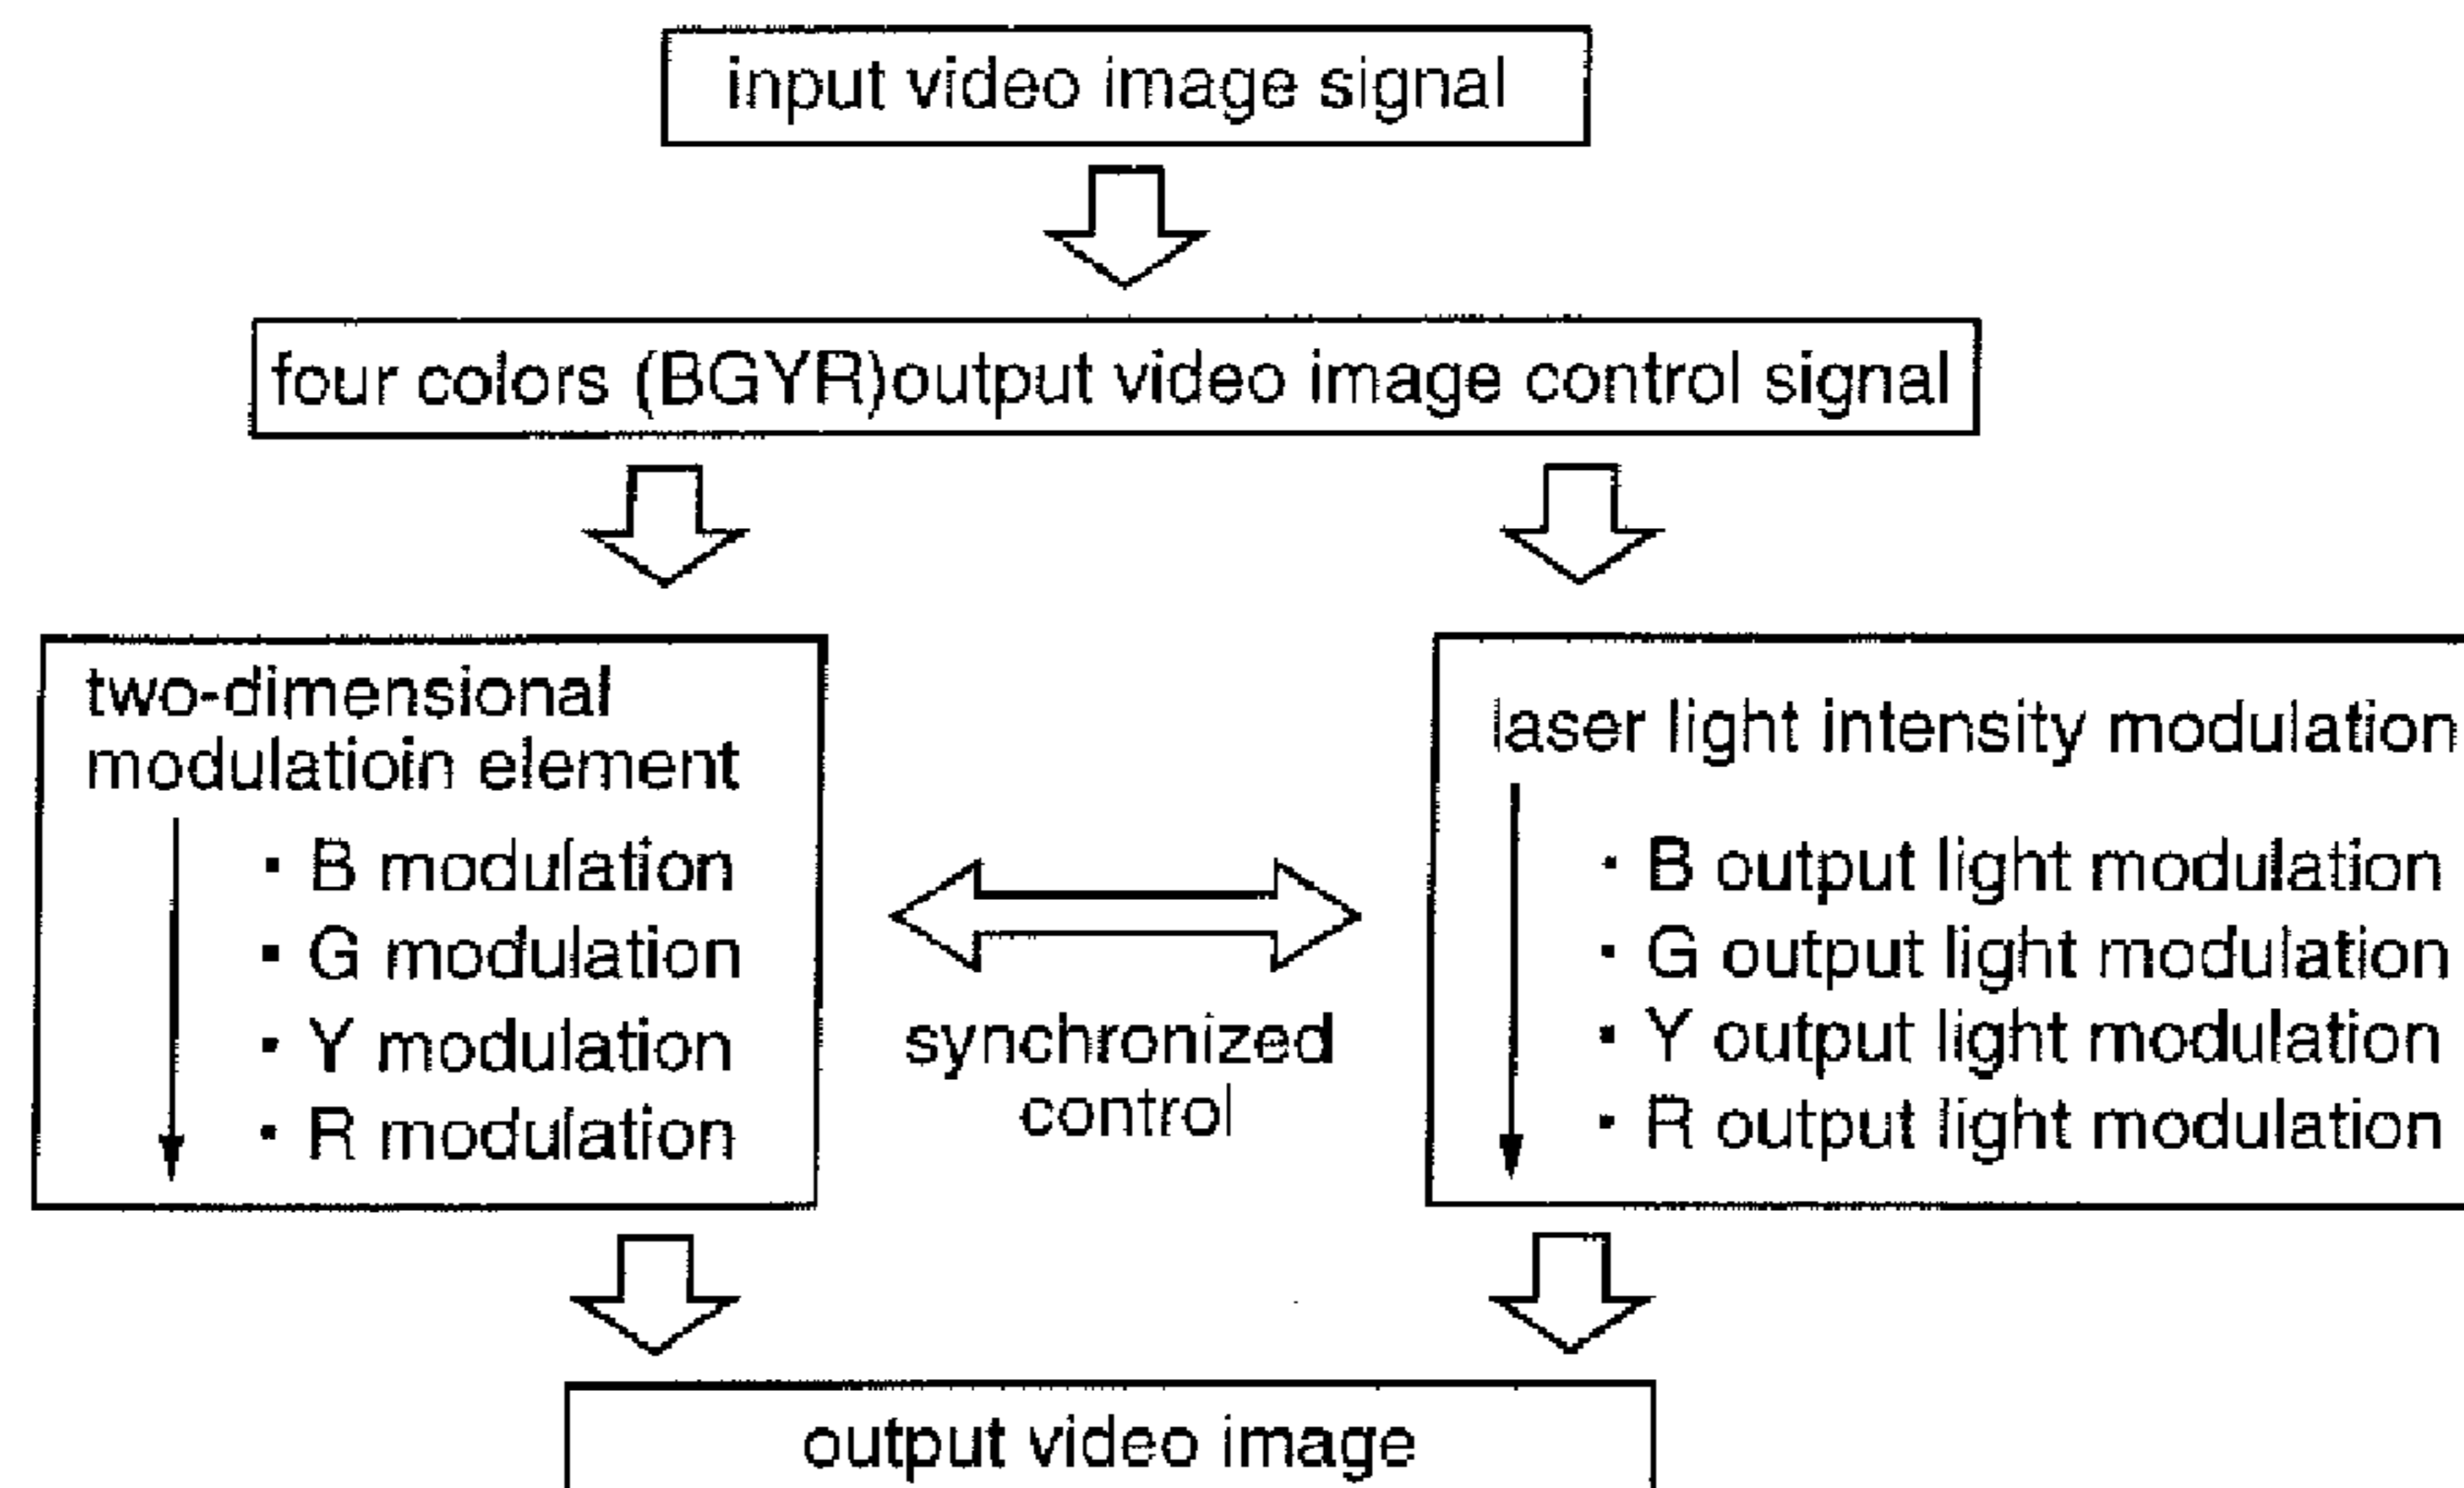 input video image signal
four colors (BGYR)output video image control signal
two-dimensional
modulatioin element
· B modulation
· G modulation
· Y modulation
· R modulation
synchronized
control
laser light intensity modulation
· B output light modulation
· G output light modulation
· Y output light modulation
· R output light modulation
output video image